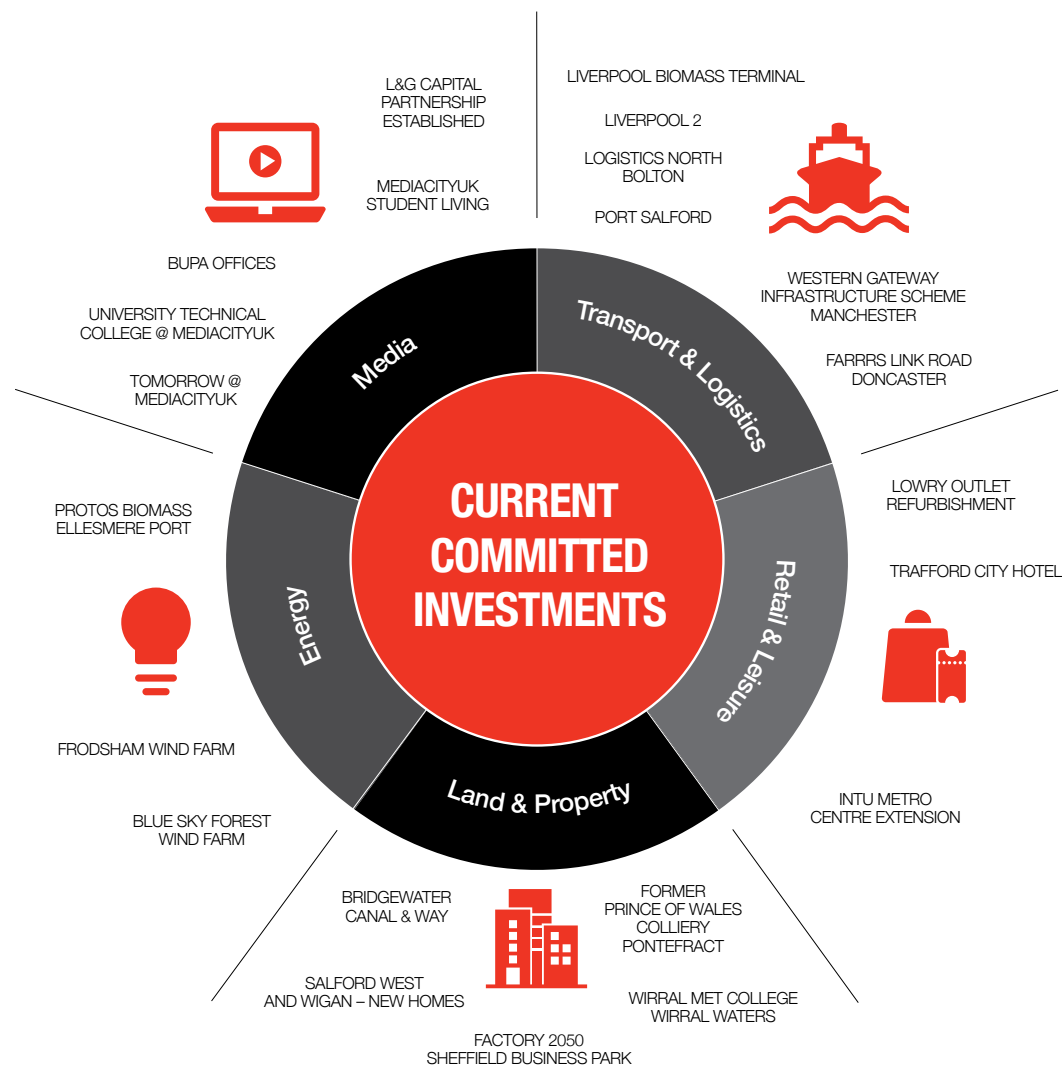 L&G CAPITAL
PARTNERSHIP
ESTABLISHED
MEDIACITYUK
STUDENT LIVING
BUPA OFFICES
UNIVERSITY TECHNICAL
COLLEGE @ MEDIACITYUK
TOMORROW @
MEDIACITYUK
Media
LIVERPOOL BIOMASS TERMINAL
LIVERPOOL 2
LOGISTICS NORTH
BOLTON
PORT SALFORD
WESTERN GATEWAY
INFRASTRUCTURE SCHEME
MANCHESTER
FARRRS LINK ROAD
DONCASTER
Transport & Logistics
CURRENT
COMMITTED
INVESTMENTS
LOWRY OUTLET
REFURBISHMENT
TRAFFORD CITY HOTEL
INTU METRO
CENTRE EXTENSION
Retail & Leisure
PROTOS BIOMASS
ELLESMERE PORT
FRODSHAM WIND FARM
BLUE SKY FOREST
WIND FARM
Energy
Land & Property
BRIDGEWATER
CANAL & WAY
FORMER
PRINCE OF WALES
COLLIERY
PONTEFRACT
SALFORD WEST
AND WIGAN – NEW HOMES
WIRRAL MET COLLEGE
WIRRAL WATERS
FACTORY 2050
SHEFFIELD BUSINESS PARK